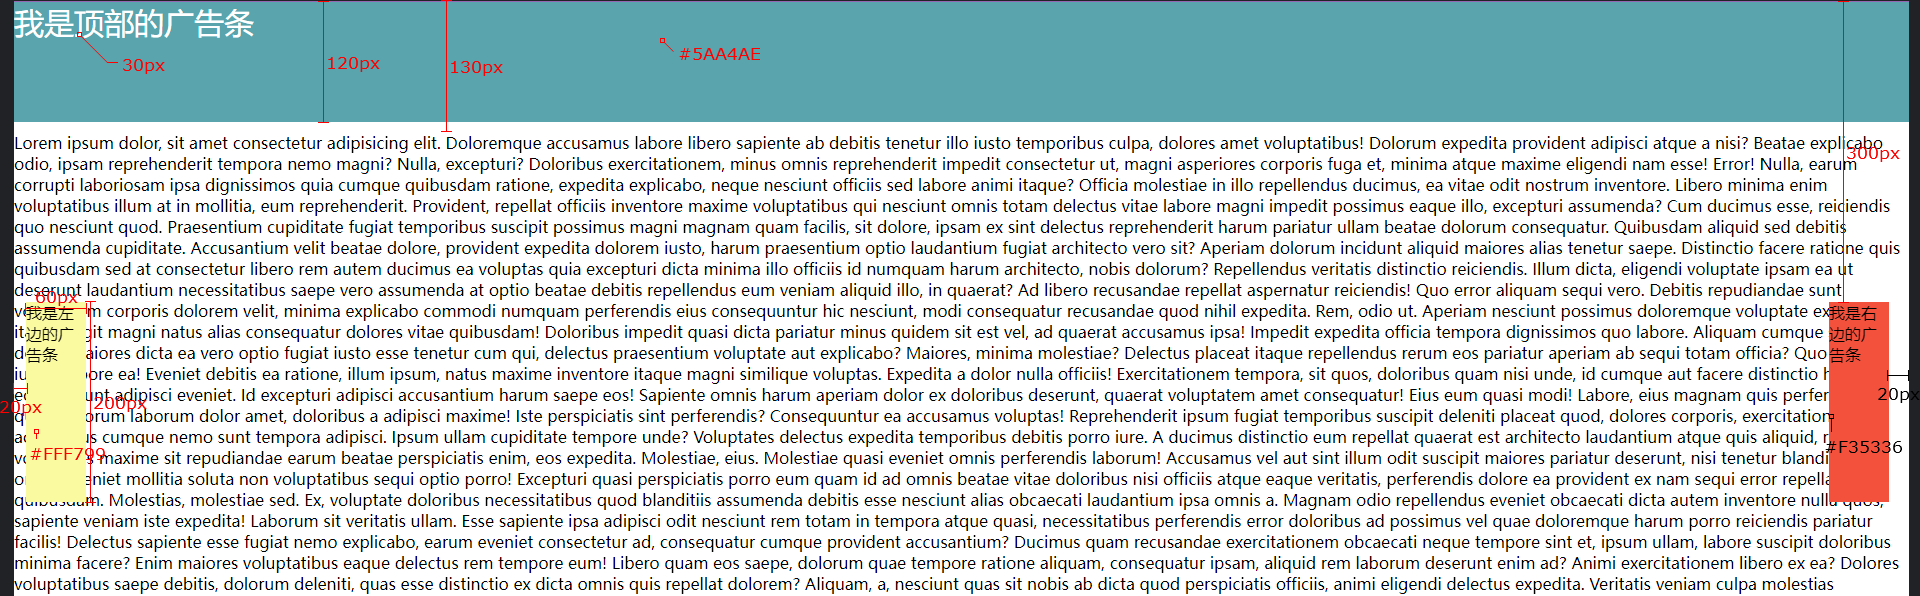 我是顶部的广告条
30px
120px
130px
#5AA4AE
Lorem ipsum dolor, sit amet consectetur adipisicing elit. Doloremque accusamus labore libero sapiente ab debitis tenetur illo iusto temporibus culpa, dolores amet voluptatibus! Dolorum expedita provident adipisci atque a nisi? Beatae explicabo
odio, ipsam reprehenderit tempora nemo magni? Nulla, excepturi? Doloribus exercitationem, minus omnis reprehenderit impedit consectetur ut, magni asperiores corporis fuga et, minima atque maxime eligendi nam esse! Error! Nulla, earum
300px
corrupti laboriosam ipsa dignissimos quia cumque quibusdam ratione, expedita explicabo, neque nesciunt officiis sed labore animi itaque? Officia molestiae in illo repellendus ducimus, ea vitae odit nostrum inventore. Libero minima enim
voluptatibus illum at in mollitia, eum reprehenderit. Provident, repellat officiis inventore maxime voluptatibus qui nesciunt omnis totam delectus vitae labore magni impedit possimus eaque illo, excepturi assumenda? Cum ducimus esse, reiciendis
quo nesciunt quod. Praesentium cupiditate fugiat temporibus suscipit possimus magni magnam quam facilis, sit dolore, ipsam ex sint delectus reprehenderit harum pariatur ullam beatae dolorum consequatur. Quibusdam aliquid sed debitis
assumenda cupiditate. Accusantium velit beatae dolore, provident expedita dolorem iusto, harum praesentium optio laudantium fugiat architecto vero sit? Aperiam dolorum incidunt aliquid maiores alias tenetur saepe. Distinctio facere ratione quis
quibusdam sed at consectetur libero rem autem ducimus ea voluptas quia excepturi dicta minima illo officiis id numquam harum architecto, nobis dolorum? Repellendus veritatis distinctio reiciendis. Illum dicta, eligendi voluptate ipsam ea ut
deserunt laudantium necessitatibus saepe vero assumenda at optio beatae debitis repellendus eum veniam aliquid illo, in quaerat? Ad libero recusandae repellat aspernatur reiciendis! Quo error aliquam sequi vero. Debitis repudiandae sunt
60px
我是左
边的广
告条
20px
200px
#FFF799
corporis dolorem velit, minima explicabo commodi numquam perferendis eius consequuntur hic nesciunt, modi consequatur recusandae quod nihil expedita. Rem, odio ut. Aperiam nesciunt possimus doloremque voluptate
magni natus alias consequatur dolores vitae quibusdam! Doloribus impedit quasi dicta pariatur minus quidem sit est vel, ad quaerat accusamus ipsa! Impedit expedita officia tempora dignissimos quo labore. Aliquam cumque
dicta ea vero optio fugiat iusto esse tenetur cum qui, delectus praesentium voluptate aut explicabo? Maiores, minima molestiae? Delectus placeat itaque repellendus rerum eos pariatur aperiam ab sequi totam officia? Quo
ea! Eveniet debitis ea ratione, illum ipsum, natus maxime inventore itaque magni similique voluptas. Expedita a dolor nulla officiis! Exercitationem tempora, sit quos, doloribus quam nisi unde, id cumque aut facere distinctio
adipisci eveniet. Id excepturi adipisci accusantium harum saepe eos! Sapiente omnis harum aperiam dolor ex doloribus deserunt, quaerat voluptatem amet consequatur! Eius eum quasi modi! Labore, eius magnam quis
laborum dolor amet, doloribus a adipisci maxime! Iste perspiciatis sint perferendis? Consequuntur ea accusamus voluptas! Reprehenderit ipsum fugiat temporibus suscipit deleniti placeat quod, dolores corporis,
cumque nemo sunt tempora adipisci. Ipsum ullam cupiditate tempore unde? Voluptates delectus expedita temporibus debitis porro iure. A ducimus distinctio eum repellat quaerat est architecto laudantium atque quis aliquid,
maxime sit repudiandae earum beatae perspiciatis enim, eos expedita. Molestiae, eius. Molestiae quasi eveniet omnis perferendis laborum! Accusamus vel aut sint illum odit suscipit maiores pariatur deserunt, nisi tenetur
mollitia soluta non voluptatibus sequi optio porro! Excepturi quasi perspiciatis porro eum quam id ad omnis beatae vitae doloribus nisi officiis atque eaque veritatis, perferendis dolore ea provident ex nam sequi error
我是右
边的广
告条
20px
#F35336
quibusdam. Molestias, molestiae sed. Ex, voluptate doloribus necessitatibus quod blanditiis assumenda debitis esse nesciunt alias obcaecati laudantium ipsa omnis a. Magnam odio repellendus eveniet obcaecati dicta autem inventore nulla quos,
sapiente veniam iste expedita! Laborum sit veritatis ullam. Esse sapiente ipsa adipisci odit nesciunt rem totam in tempora atque quasi, necessitatibus perferendis error doloribus ad possimus vel quae doloremque harum porro reiciendis pariatur
facilis! Delectus sapiente esse fugiat nemo explicabo, earum eveniet consectetur ad, consequatur cumque provident accusantium? Ducimus quam recusandae exercitationem obcaecati neque tempore sint et, ipsum ullam, labore suscipit doloribus
minima facere? Enim maiores voluptatibus eaque delectus rem tempore eum! Libero quam eos saepe, dolorum quae tempore ratione aliquam, consequatur ipsam, aliquid rem laborum deserunt enim ad? Animi exercitationem libero ex ea? Dolores
voluptatibus saepe debitis, dolorum deleniti, quas esse distinctio ex dicta omnis quis repellat dolorem? Aliquam, a, nesciunt quas sit nobis ab dicta quod perspiciatis officiis, animi eligendi delectus expedita. Veritatis veniam culpa molestias